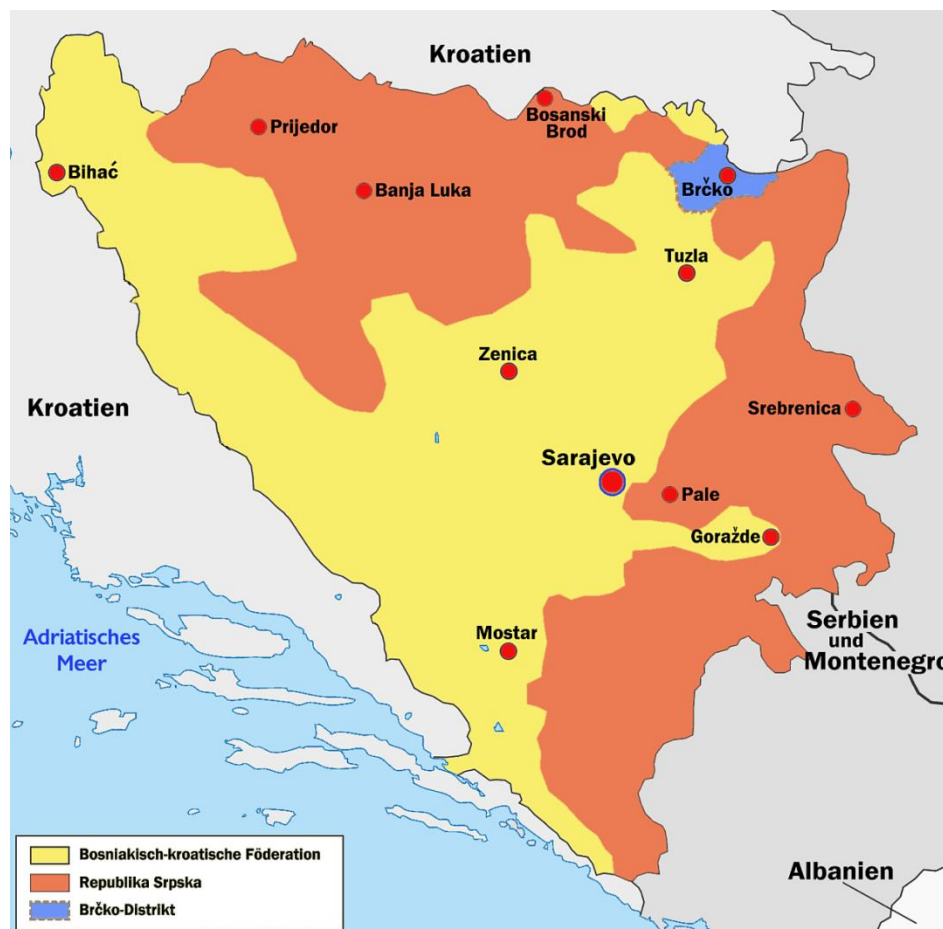 Kroatien
Prijedor
Bosanski
Brod
Bihać
Banja Luka
Brčko
Tuzla
Zenica
Kroatien
Srebrenica
Sarajevo
Pale
Goražde
Adriatisches
Meer
Mostar
Serbien
und
Montenegro
Bosniakisch-kroatische Föderation
Republika Srpska
Brčko-Distrikt
Albanien